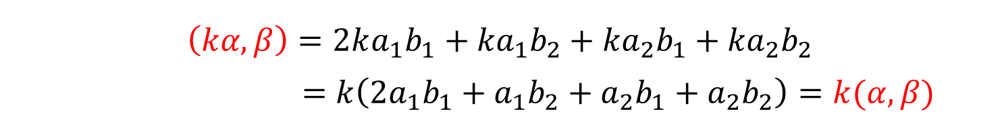 (kα, β) = 2ka₁b₁ + ka₁b₂ + ka₂b₁ + ka₂b₂
= k(2a₁b₁ + a₁b₂ + a₂b₁ + a₂b₂) = k(α, β)